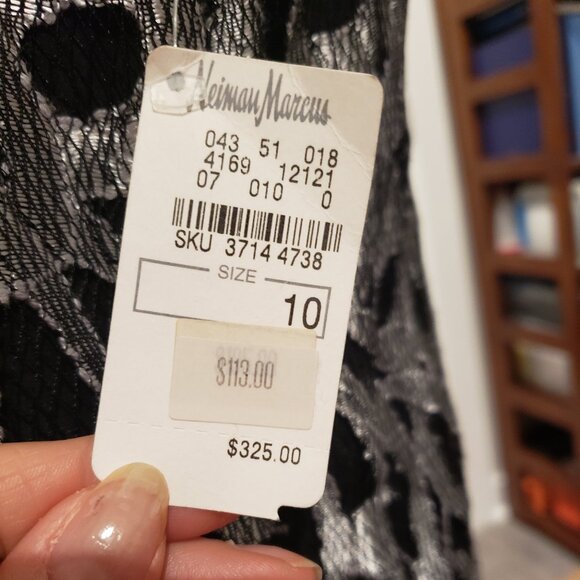 Neiman Marcus
043 51 018
4169 12121
07 010 0
SKU 3714 4738
SIZE
10
$113.00
$325.00